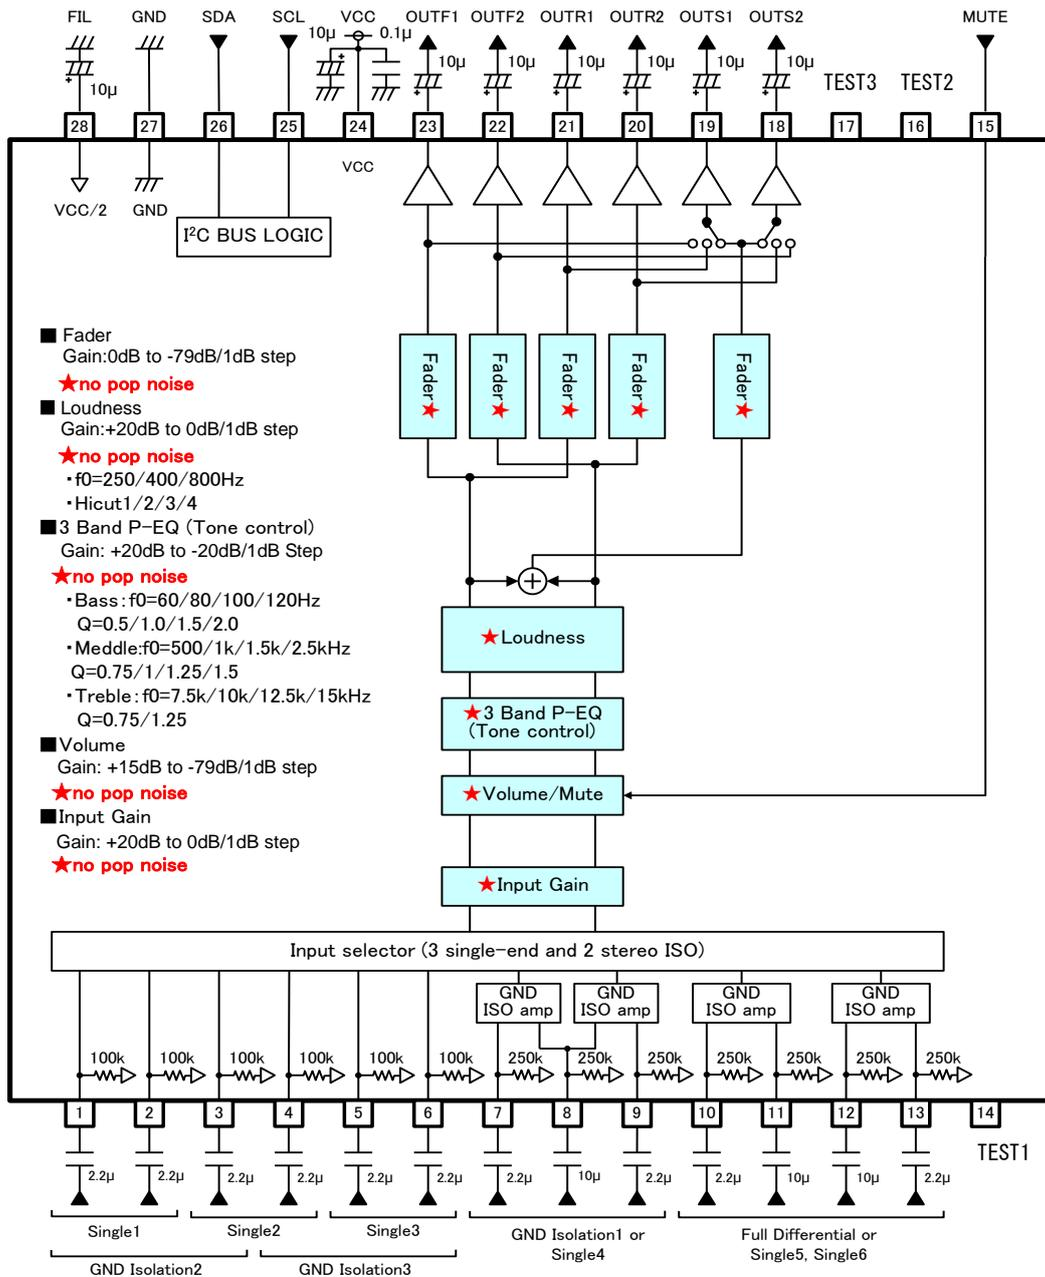 FIL GND SDA SCL VCC OUTF1 OUTF2 OUTR1 OUTR2 OUTS1 OUTS2 MUTE
10μ 0.1μ
10μ 10μ 10μ 10μ 10μ 10μ 10μ
TEST3 TEST2
28 27 26 25 24 23 22 21 20 19 18 17 16 15
VCC
VCC/2 GND
I²C BUS LOGIC
■ Fader
Gain:0dB to -79dB/1dB step
★no pop noise
■ Loudness
Gain:+20dB to 0dB/1dB step
★no pop noise
・f0=250/400/800Hz
・Hicut1/2/3/4
■3 Band P-EQ (Tone control)
Gain: +20dB to -20dB/1dB Step
★no pop noise
・Bass:f0=60/80/100/120Hz
Q=0.5/1.0/1.5/2.0
・Meddle:f0=500/1k/1.5k/2.5kHz
Q=0.75/1/1.25/1.5
・Treble:f0=7.5k/10k/12.5k/15kHz
Q=0.75/1.25
■Volume
Gain: +15dB to -79dB/1dB step
★no pop noise
■Input Gain
Gain: +20dB to 0dB/1dB step
★no pop noise
Fader★ Fader★ Fader★ Fader★ Fader★
+
★Loudness
★3 Band P-EQ
(Tone control)
★Volume/Mute
★Input Gain
Input selector (3 single-end and 2 stereo ISO)
GND GND GND GND
ISO amp ISO amp ISO amp ISO amp
100k 100k 100k 100k 100k 100k 250k 250k 250k 250k 250k 250k 250k
1 2 3 4 5 6 7 8 9 10 11 12 13 14
TEST1
2.2μ 2.2μ 2.2μ 2.2μ 2.2μ 2.2μ 2.2μ 10μ 2.2μ 2.2μ 10μ 10μ 2.2μ
Single1 Single2 Single3
GND Isolation1 or
Single4
Full Differential or
Single5, Single6
GND Isolation2 GND Isolation3